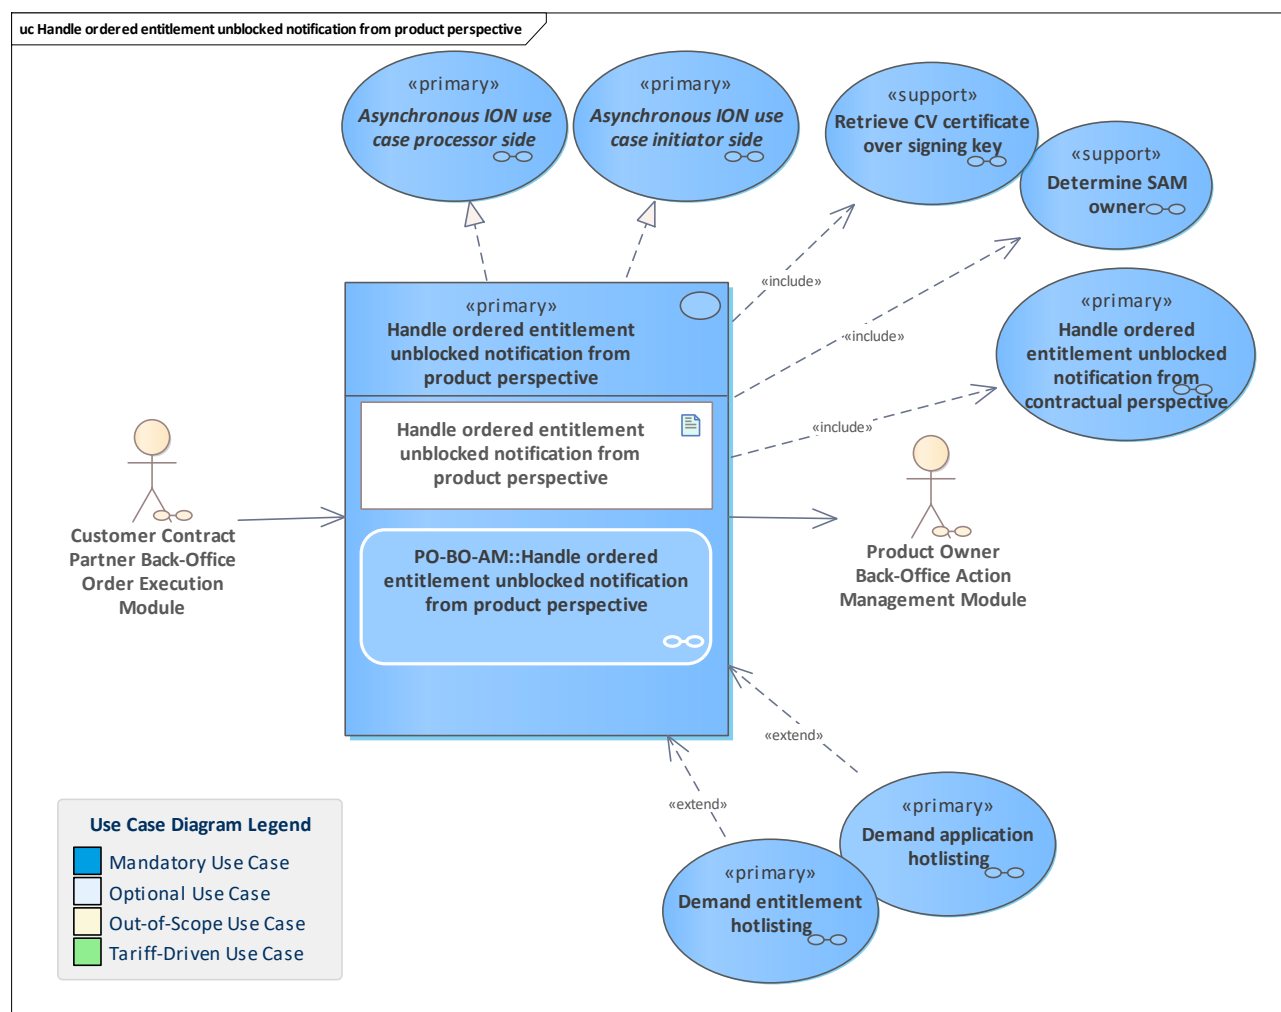 uc Handle ordered entitlement unblocked notification from product perspective
«primary»
Asynchronous ION use
case processor side
«primary»
Asynchronous ION use
case initiator side
«support»
Retrieve CV certificate
over signing key
«support»
Determine SAM
owner
«include»
«include»
«include»
«primary»
Handle ordered
entitlement unblocked
notification from
contractual perspective
«primary»
Handle ordered entitlement
unblocked notification from
product perspective
Handle ordered entitlement
unblocked notification from
product perspective
PO-BO-AM::Handle ordered
entitlement unblocked notification
from product perspective
Customer Contract
Partner Back-Office
Order Execution
Module
Product Owner
Back-Office Action
Management Module
«extend»
«extend»
«primary»
Demand application
hotlisting
«primary»
Demand entitlement
hotlisting
Use Case Diagram Legend
Mandatory Use Case
Optional Use Case
Out-of-Scope Use Case
Tariff-Driven Use Case